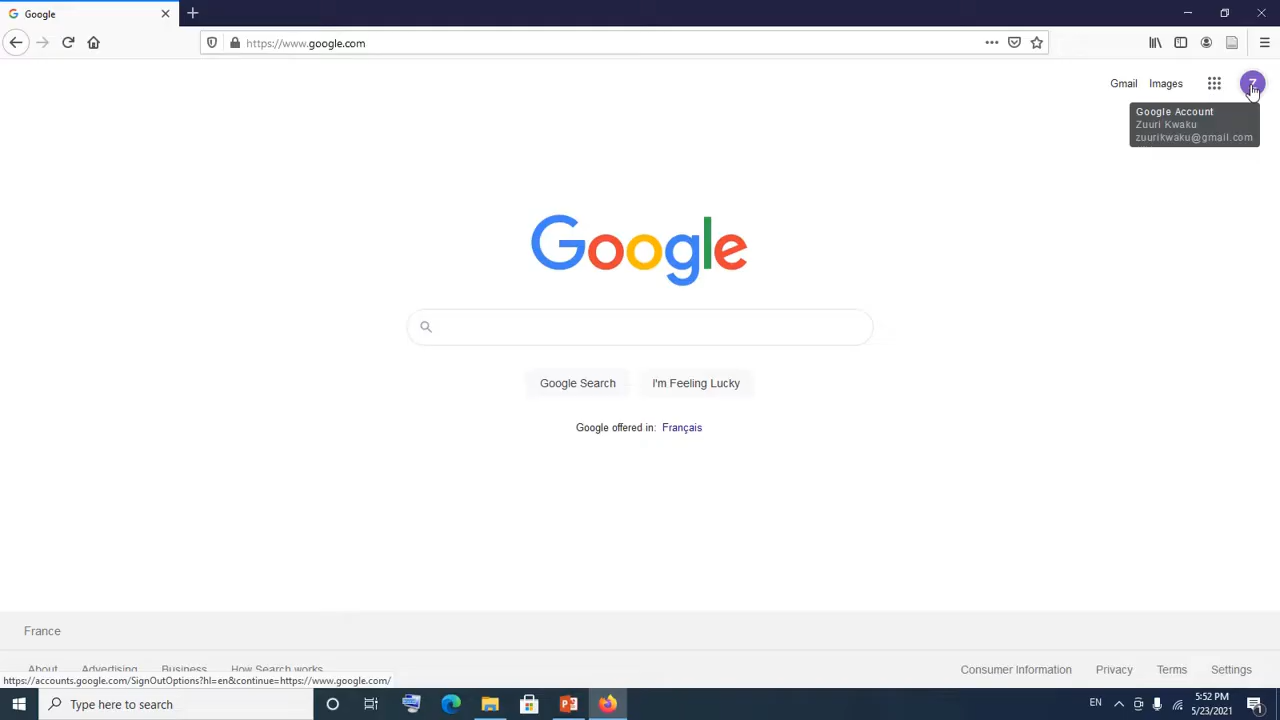 Google
https://www.google.com
Gmail
Images
Z
Google Account
Zuuri Kwaku
zuurikwaku@gmail.com
Google
Google Search
I'm Feeling Lucky
Google offered in: Français
France
About
Advertising
Business
How Search works
Consumer Information
Privacy
Terms
Settings
https://accounts.google.com/SignOutOptions?hl=en&continue=https://www.google.com/
Type here to search
EN
5:52 PM
5/23/2021
1